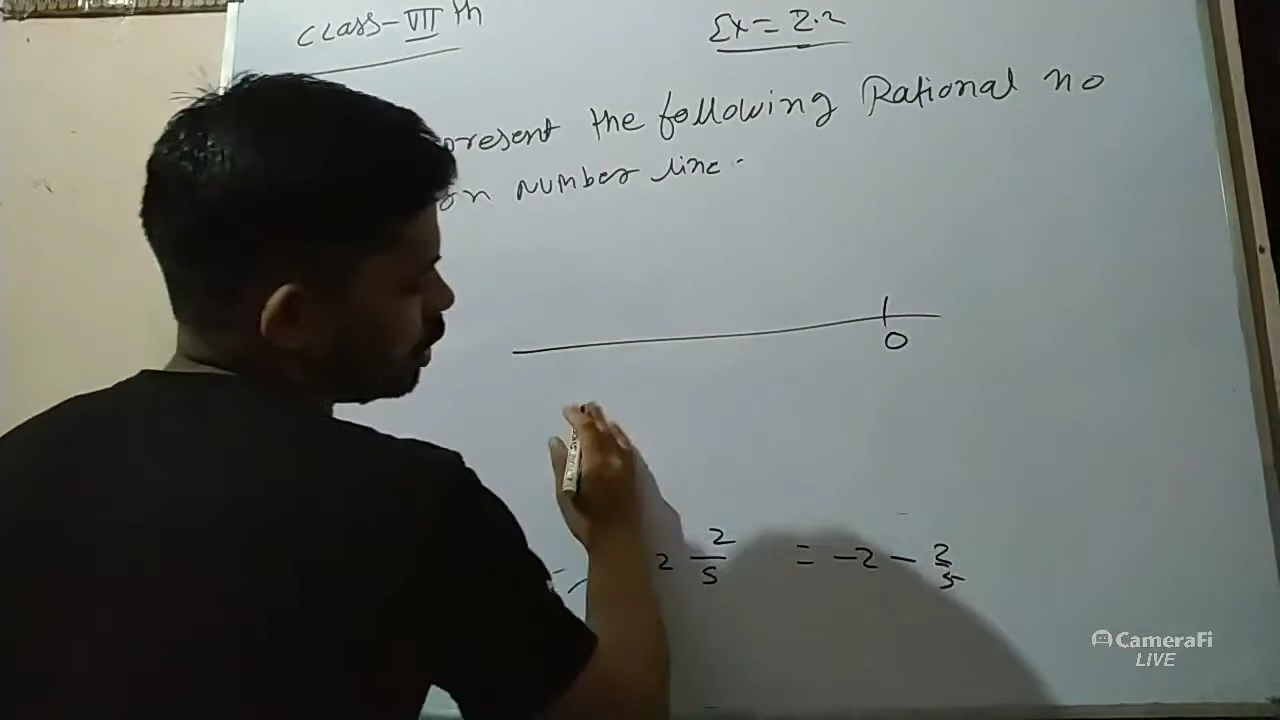 Class-VII th
Ex = 2.2
present the following Rational no
on number line
0
2 2/5 = -2 - 2/5
CameraFi
LIVE